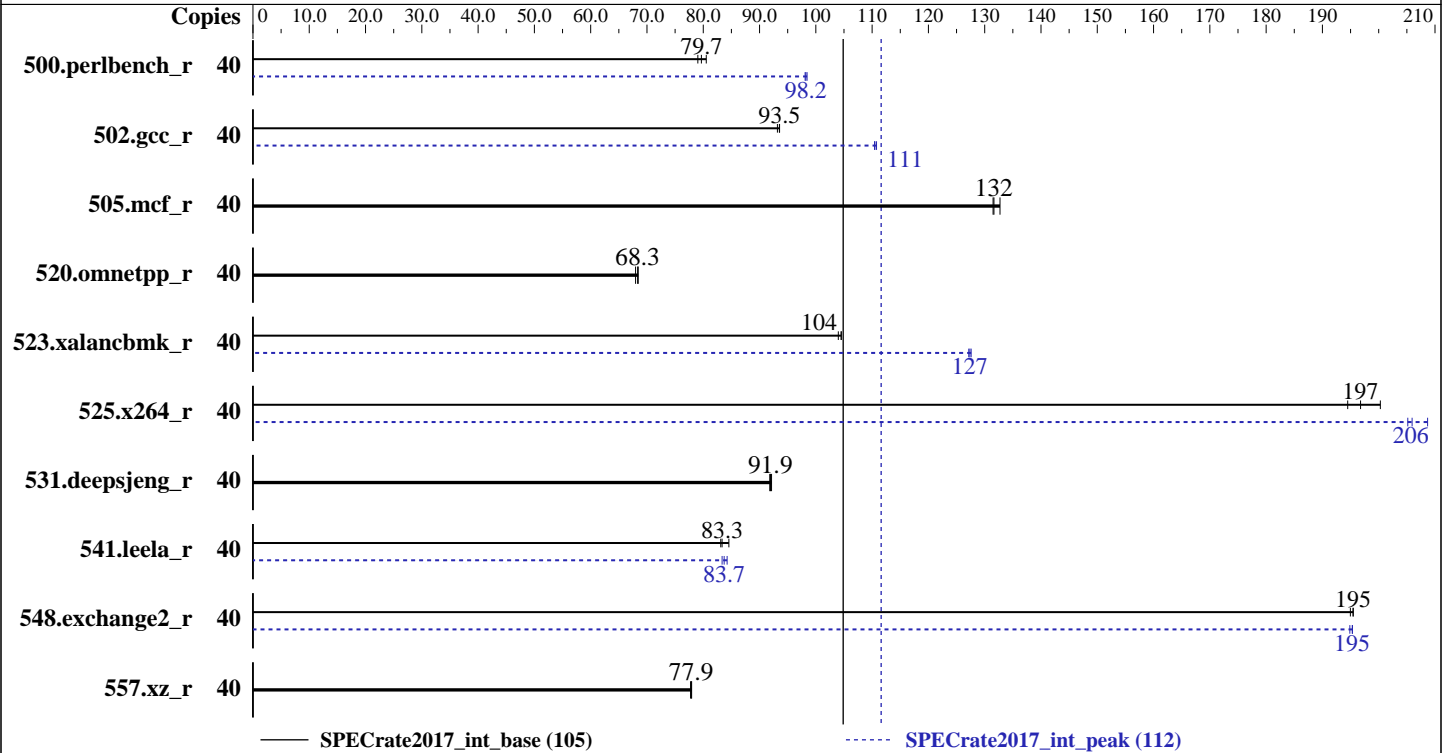 Copies 0 10.0 20.0 30.0 40.0 50.0 60.0 70.0 80.0 90.0 100 110 120 130 140 150 160 170 180 190 210
500.perlbench_r 40 79.7
98.2
502.gcc_r 40 93.5
111
505.mcf_r 40 132
520.omnetpp_r 40 68.3
523.xalancbmk_r 40 104
127
525.x264_r 40 197
206
531.deepsjeng_r 40 91.9
541.leela_r 40 83.3
83.7
548.exchange2_r 40 195
195
557.xz_r 40 77.9
SPECrate2017_int_base (105) SPECrate2017_int_peak (112)